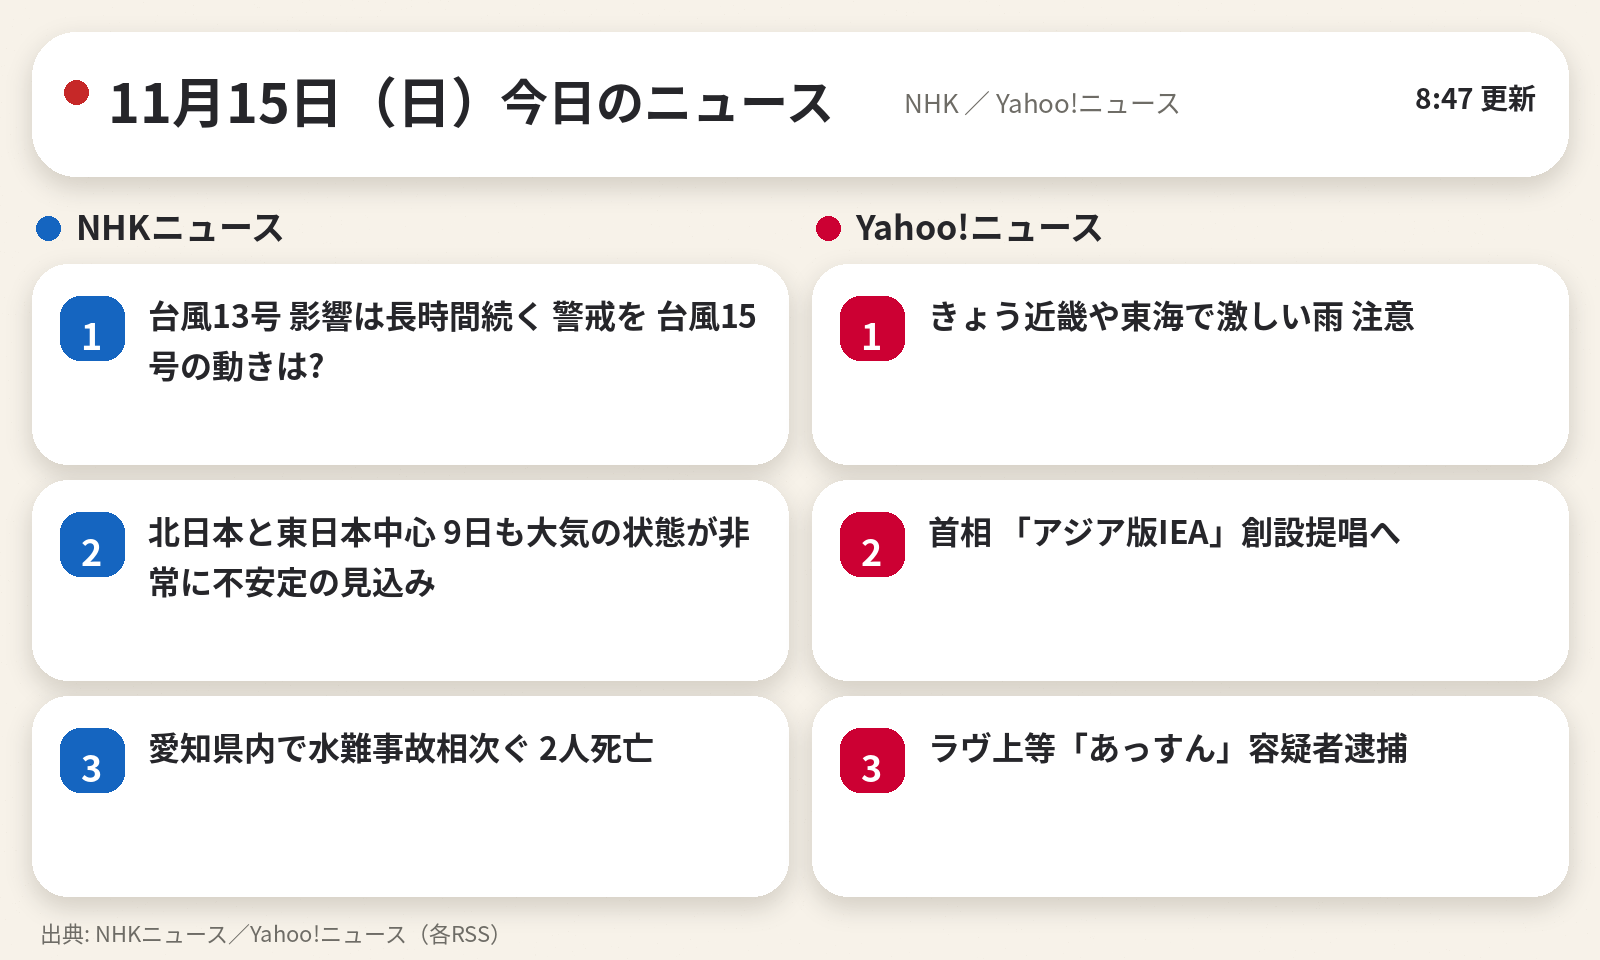 11月15日（日）今日のニュース
NHK ／ Yahoo!ニュース
8:47 更新
NHKニュース
1
台風13号 影響は長時間続く 警戒を 台風15
号の動きは?
2
北日本と東日本中心 9日も大気の状態が非
常に不安定の見込み
3
愛知県内で水難事故相次ぐ 2人死亡
Yahoo!ニュース
1
きょう近畿や東海で激しい雨 注意
2
首相 「アジア版IEA」創設提唱へ
3
ラヴ上等「あっすん」容疑者逮捕
出典: NHKニュース／Yahoo!ニュース（各RSS）